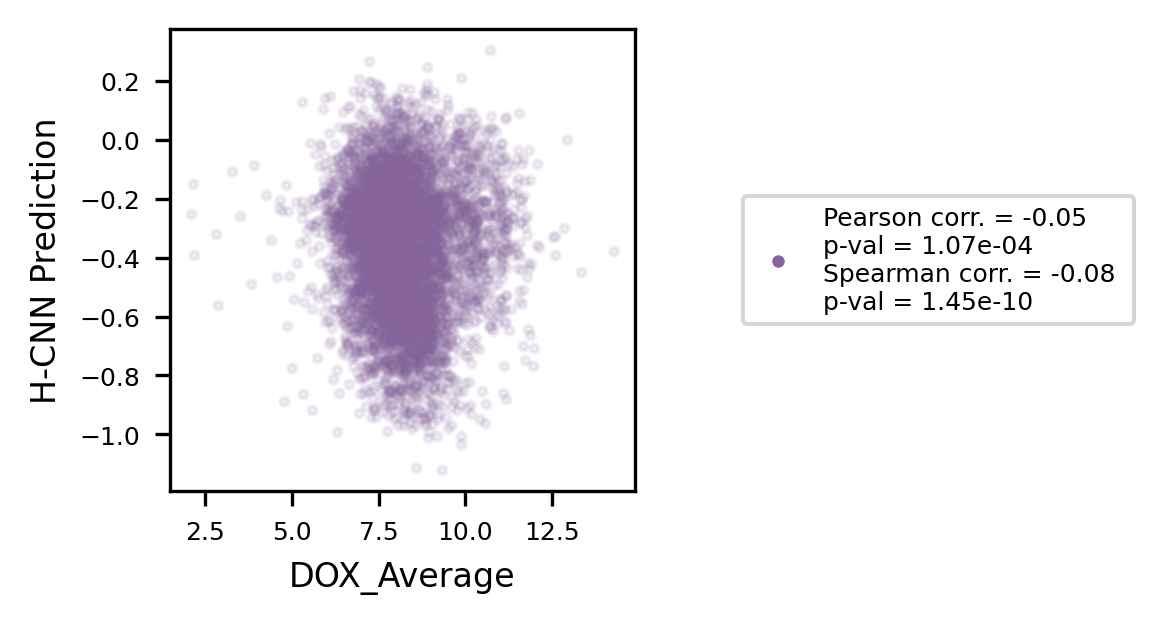 H-CNN Prediction
0.2
0.0
−0.2
−0.4
−0.6
−0.8
−1.0
2.5 5.0 7.5 10.0 12.5
DOX_Average
Pearson corr. = -0.05
p-val = 1.07e-04
Spearman corr. = -0.08
p-val = 1.45e-10